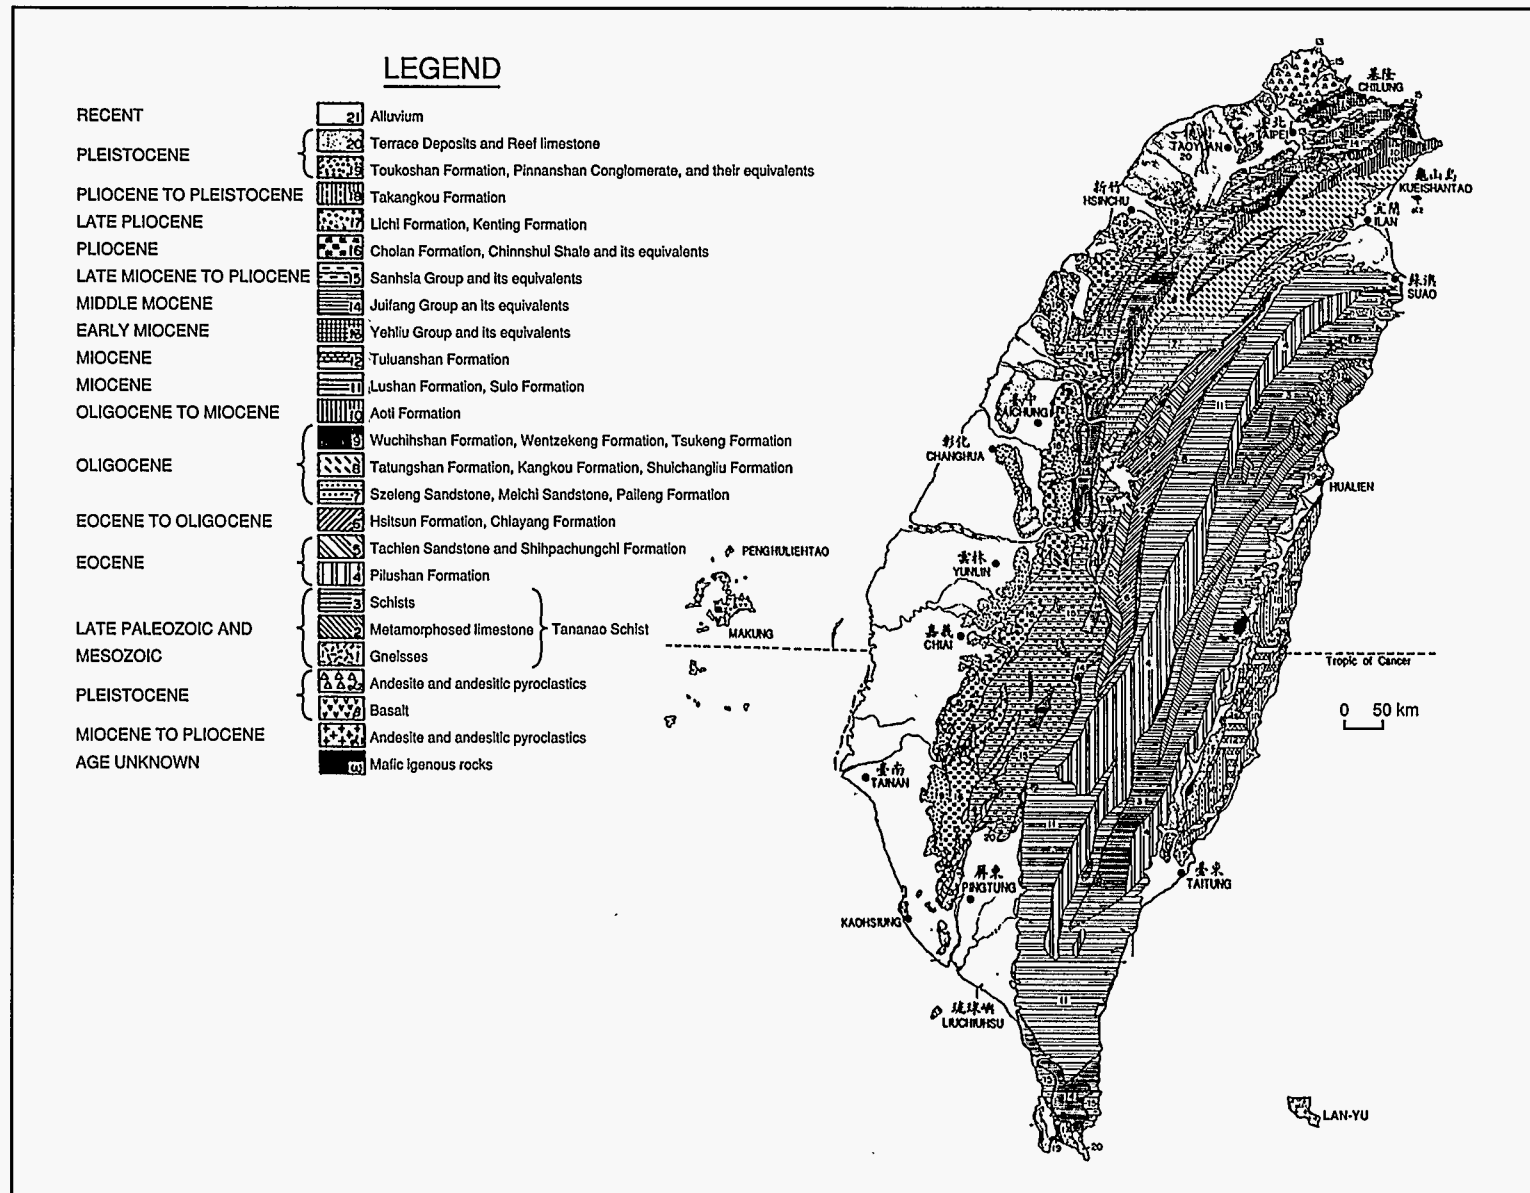 LEGEND
RECENT
21 Alluvium
PLEISTOCENE
20 Terrace Deposits and Reef limestone
19 Toukoshan Formation, Pinnanshan Conglomerate, and their equivalents
PLIOCENE TO PLEISTOCENE
18 Takangkou Formation
LATE PLIOCENE
17 Lichi Formation, Kenting Formation
PLIOCENE
16 Cholan Formation, Chinnshui Shale and its equivalents
LATE MIOCENE TO PLIOCENE
15 Sanhsia Group and its equivalents
MIDDLE MOCENE
14 Juifang Group an Its equivalents
EARLY MIOCENE
Yehliu Group and its equivalents
MIOCENE
12 Tuluanshan Formation
MIOCENE
11 Lushan Formation, Sulo Formation
OLIGOCENE TO MIOCENE
10 Aoti Formation
OLIGOCENE
9 Wuchihshan Formation, Wentzekeng Formation, Tsukeng Formation
8 Tatungshan Formation, Kangkou Formation, Shuichangliu Formation
7 Szeleng Sandstone, Meichi Sandstone, Paileng Formation
EOCENE TO OLIGOCENE
Hsitsun Formation, Chiayang Formation
EOCENE
5 Tachien Sandstone and Shihpachungchi Formation
4 Pilushan Formation
LATE PALEOZOIC AND
MESOZOIC
3 Schists
2 Metamorphosed limestone
1 Gneisses
Tananao Schist
PLEISTOCENE
Andesite and andesitic pyroclastics
Basalt
MIOCENE TO PLIOCENE
Andesite and andesitic pyroclastics
AGE UNKNOWN
Mafic Igenous rocks
基隆
CHILUNG
臺北
TAIPEI
TAOYUAN
20
新竹
HSINCHU
龜山島
KUEISHANTAO
宜蘭
ILAN
蘇澳
SUAO
臺中
TAICHUNG
彰化
CHANGHUA
HUALIEN
雲林
YUNLIN
PENGHULIEHTAO
MAKUNG
嘉義
CHIAI
Tropic of Cancer
0 50 km
臺南
TAINAN
屏東
PINGTUNG
臺東
TAITUNG
KAOHSIUNG
琉球嶼
LIUCHIUHSU
LAN-YU
19
20